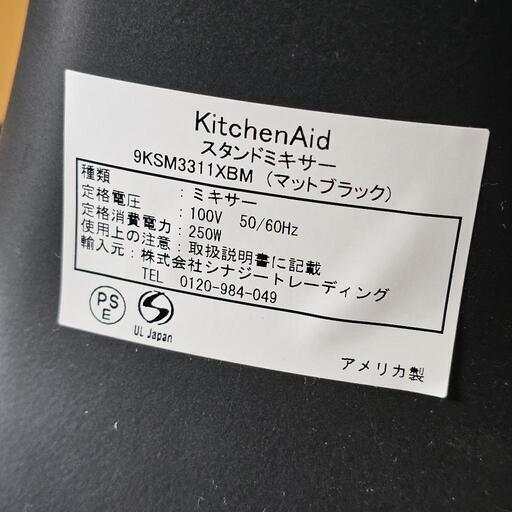 KitchenAid
スタンドミキサー
9KSM3311XBM (マットブラック)
種類 : ミキサー
定格電圧 : 100V 50/60Hz
定格消費電力 : 250W
使用上の注意 : 取扱説明書に記載
輸入元 : 株式会社シナジートレーディング
TEL 0120-984-049
PS
E
S
UL Japan
アメリカ製